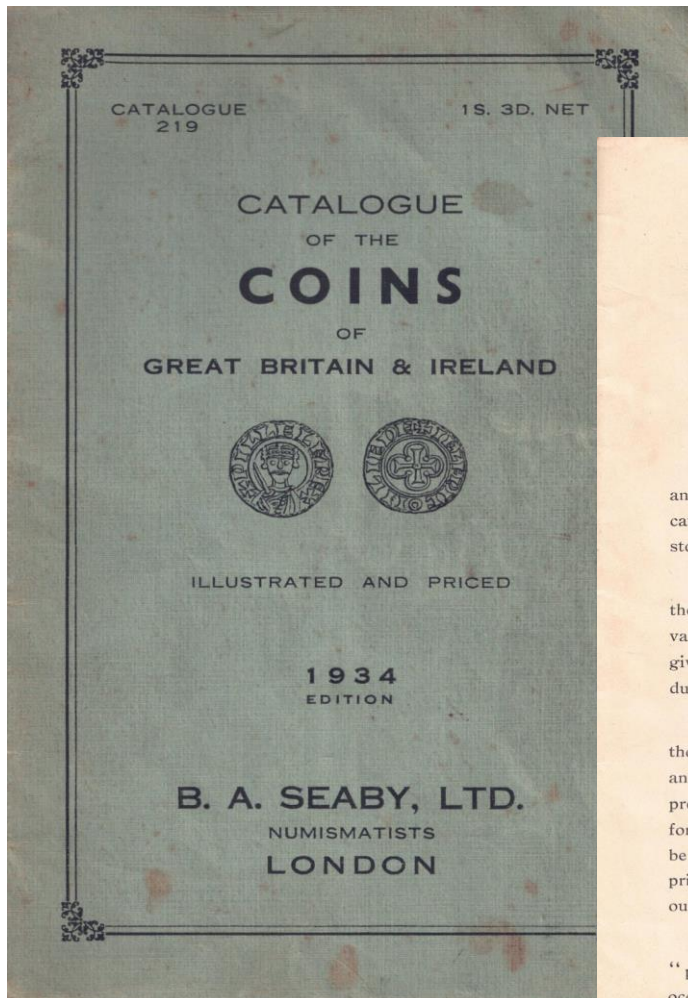 CATALOGUE 1S. 3D. NET
219
CATALOGUE
OF THE
COINS
OF
GREAT BRITAIN & IRELAND
ILLUSTRATED AND PRICED
1934
EDITION
B. A. SEABY, LTD.
NUMISMATISTS
LONDON